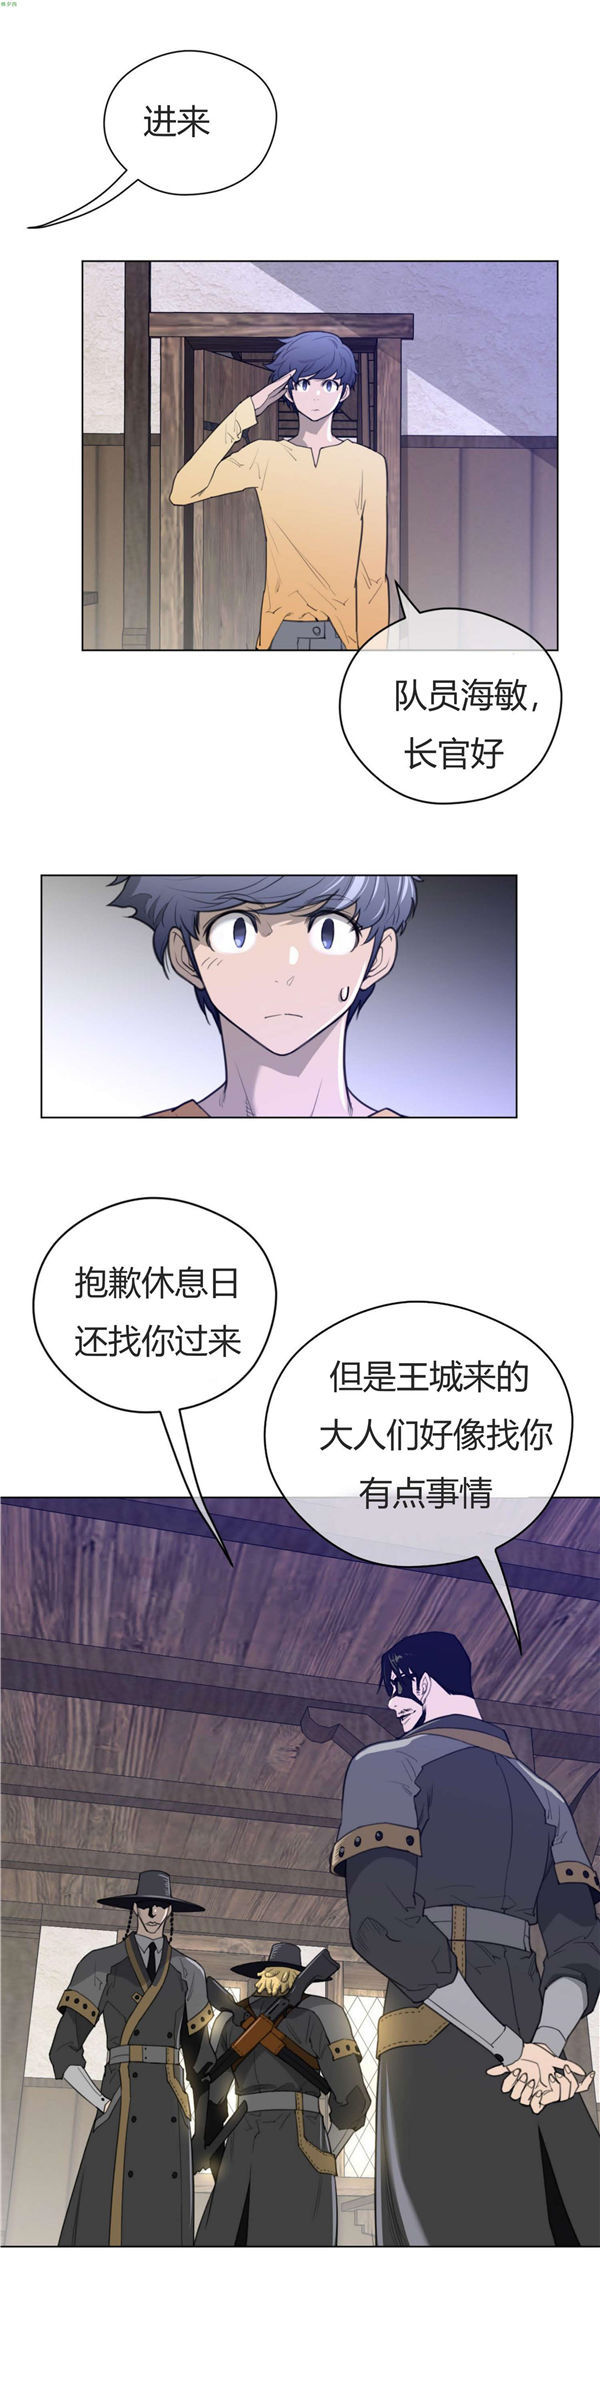 进来
队员海敏，
长官好
抱歉休息日
还找你过来
但是王城来的
大人们好像找你
有点事情